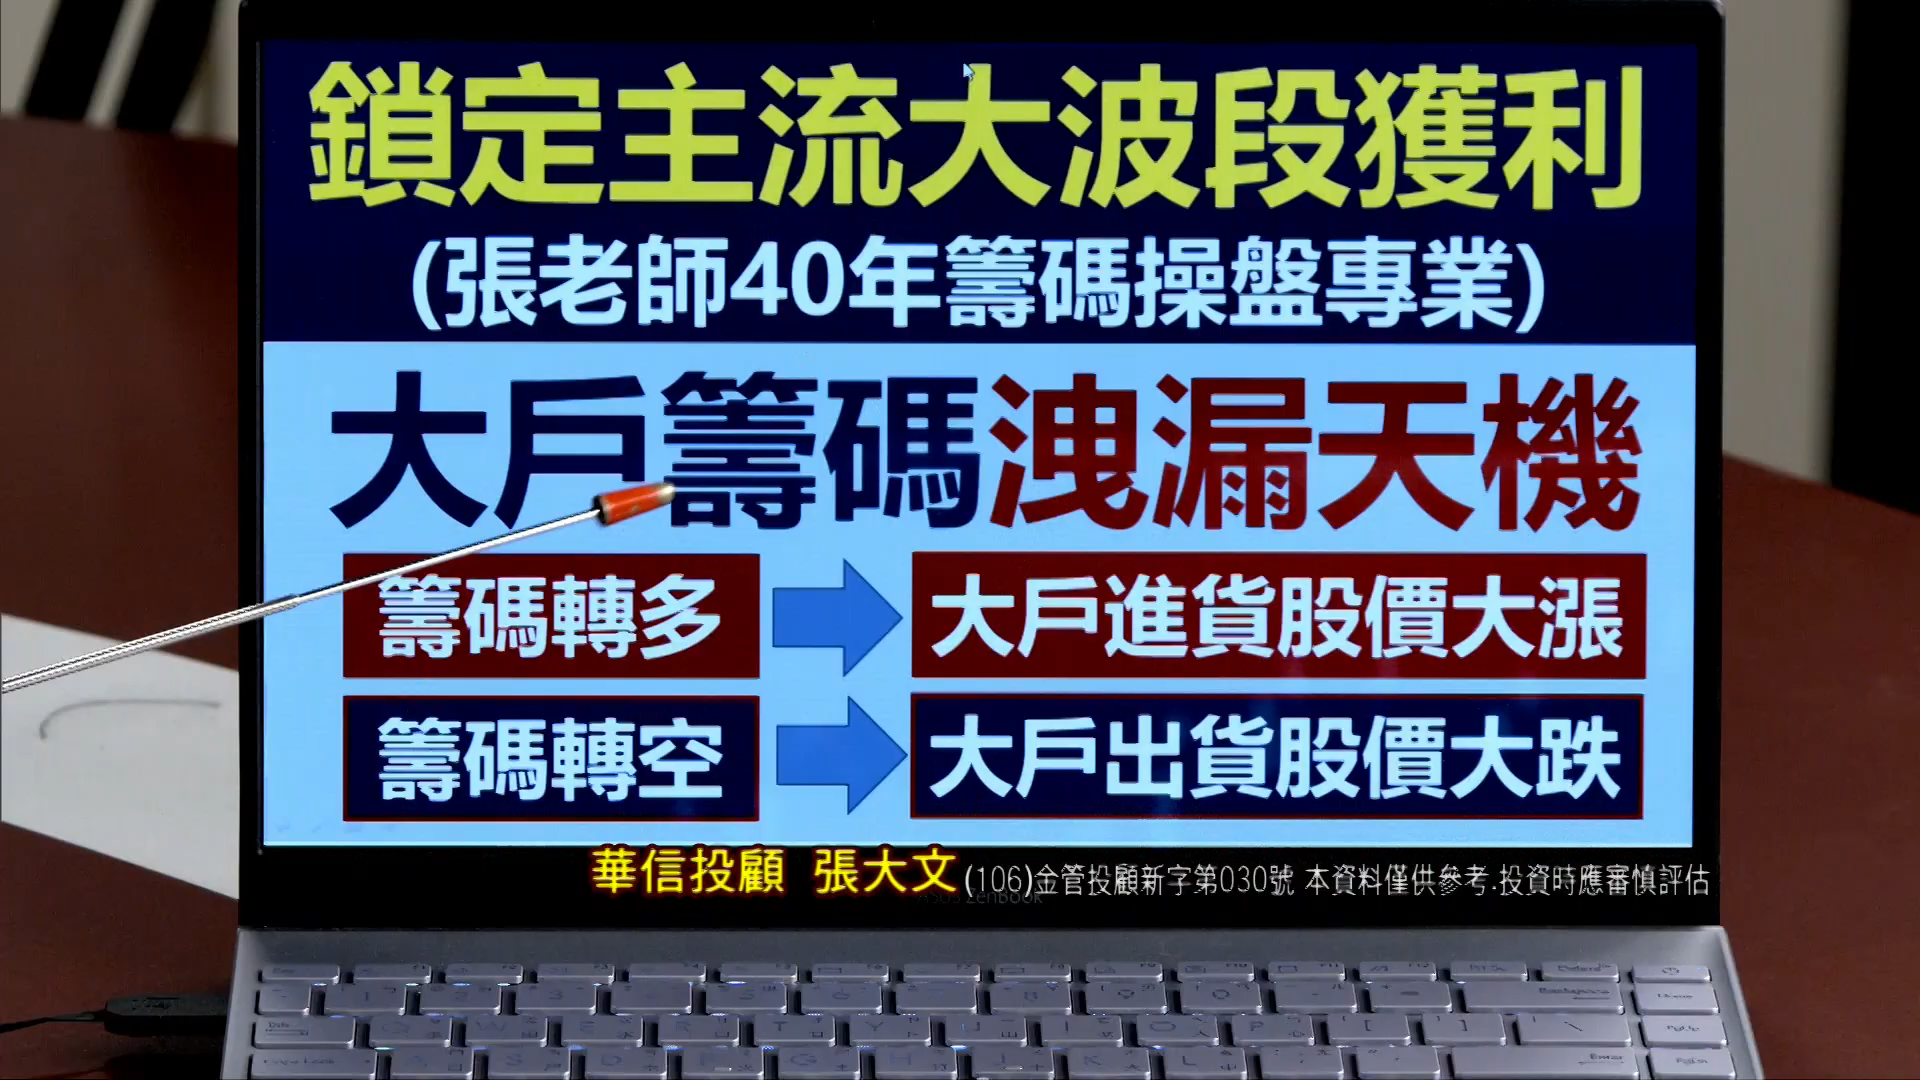 鎖定主流大波段獲利
(張老師40年籌碼操盤專業)
大戶籌碼洩漏天機
籌碼轉多
大戶進貨股價大漲
籌碼轉空
大戶出貨股價大跌
華信投顧 張大文
(106)金管投顧新字第030號 本資料僅供參考.投資時應審慎評估